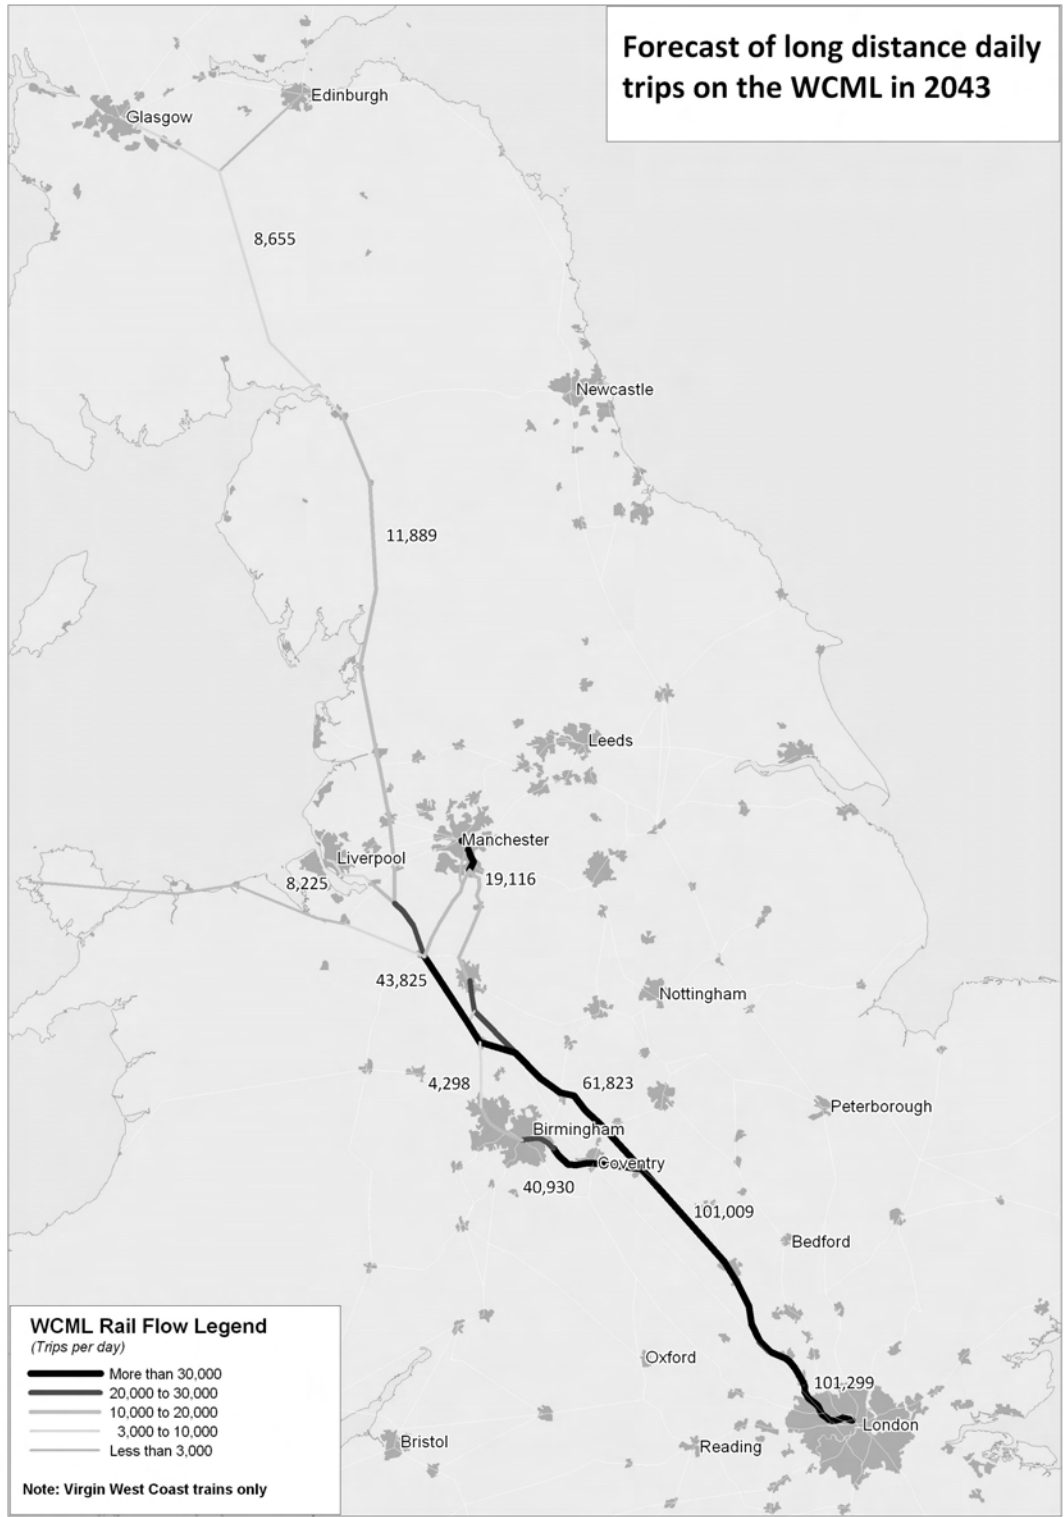 Forecast of long distance daily
trips on the WCML in 2043
Edinburgh
Glasgow
8,655
Newcastle
11,889
Leeds
Manchester
Liverpool
8,225
19,116
43,825
Nottingham
4,298
61,823
Peterborough
Birmingham
Coventry
40,930
101,009
Bedford
WCML Rail Flow Legend
(Trips per day)
More than 30,000
20,000 to 30,000
10,000 to 20,000
3,000 to 10,000
Less than 3,000
Note: Virgin West Coast trains only
Oxford
101,299
London
Bristol
Reading